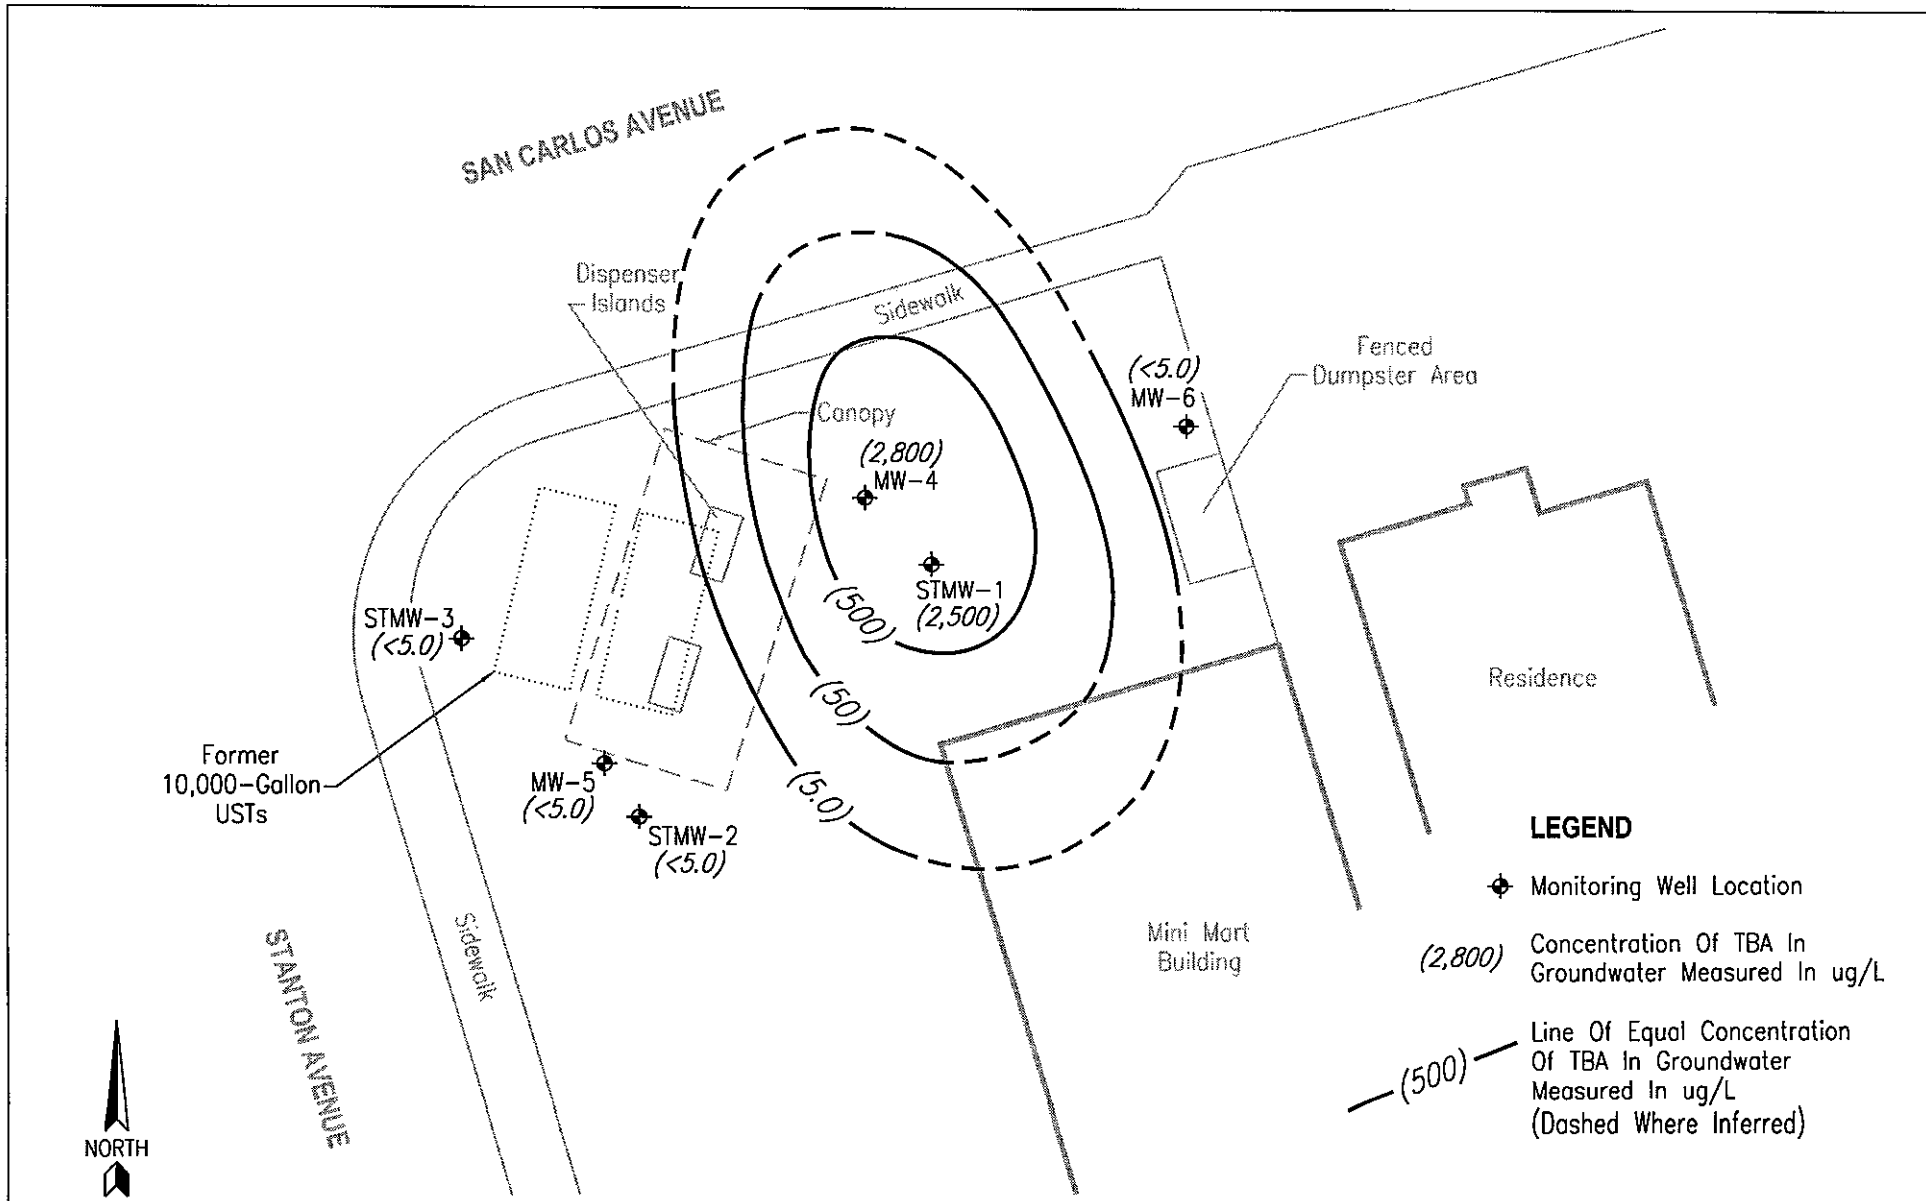 SAN CARLOS AVENUE
Dispenser
Islands
Sidewalk
Fenced
Dumpster Area
(<5.0)
MW-6
Canopy
(2,800)
MW-4
STMW-1
(2,500)
(500)
STMW-3
(<5.0)
Residence
(50)
Former
10,000-Gallon
USTs
MW-5
(<5.0)
(5.0)
STMW-2
(<5.0)
Sidewalk
STANTON AVENUE
Mini Mart
Building
LEGEND
Monitoring Well Location
(2,800)
Concentration Of TBA In
Groundwater Measured In ug/L
(500)
Line Of Equal Concentration
Of TBA In Groundwater
Measured In ug/L
(Dashed Where Inferred)
NORTH